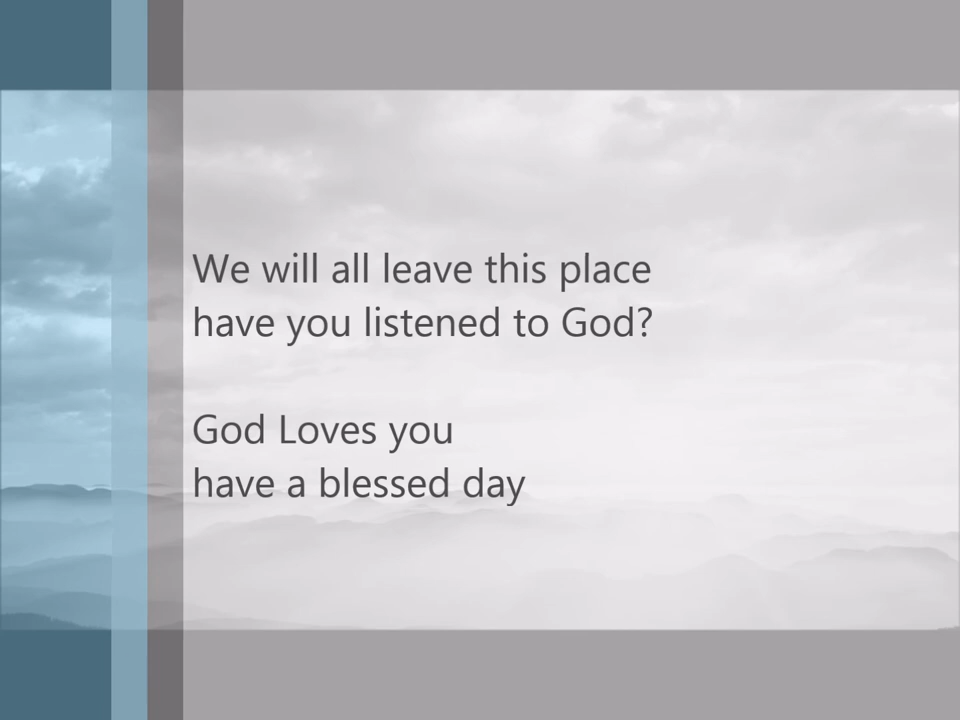 We will all leave this place
have you listened to God?
God Loves you
have a blessed day